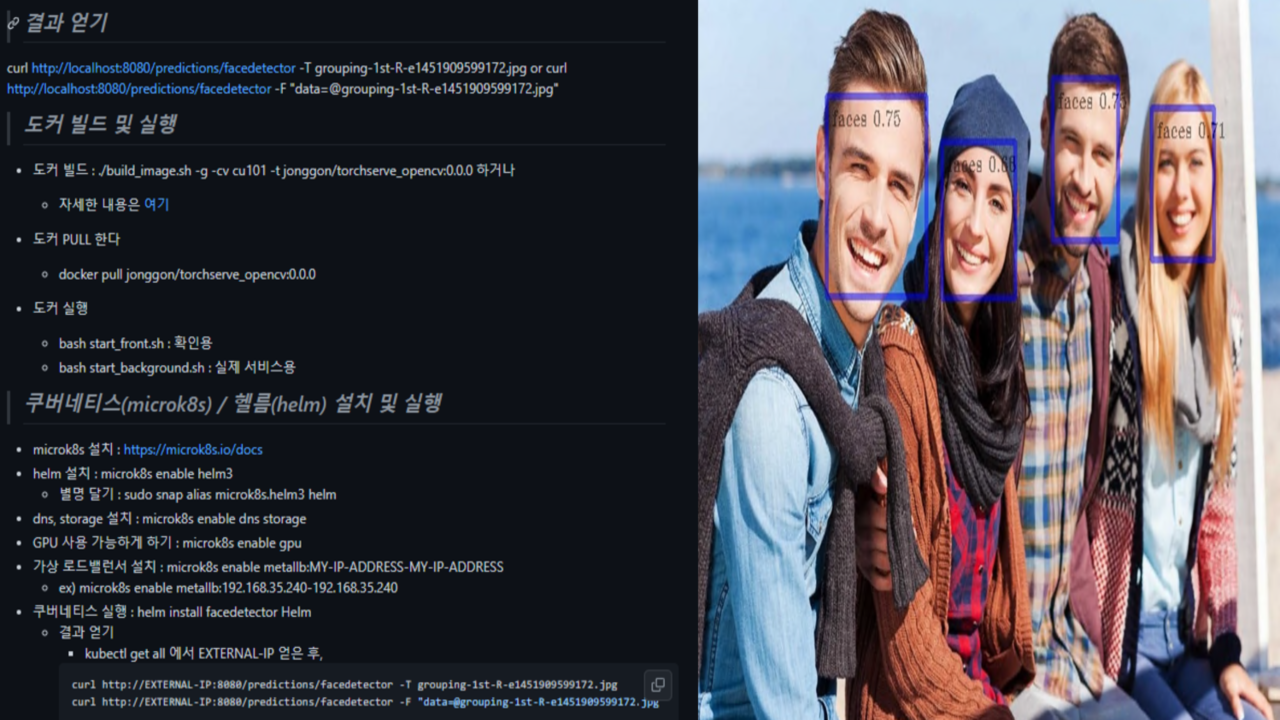 결과 얻기
curl http://localhost:8080/predictions/facedetector -T grouping-1st-R-e1451909599172.jpg or curl
http://localhost:8080/predictions/facedetector -F "data=@grouping-1st-R-e1451909599172.jpg"
도커 빌드 및 실행
도커 빌드 : ./build_image.sh -g -cv cu101 -t jonggon/torchserve_opencv:0.0.0 하거나
자세한 내용은 여기
도커 PULL 한다
docker pull jonggon/torchserve_opencv:0.0.0
도커 실행
bash start_front.sh : 확인용
bash start_background.sh : 실제 서비스용
쿠버네티스(microk8s) / 헬름(helm) 설치 및 실행
microk8s 설치 : https://microk8s.io/docs
helm 설치 : microk8s enable helm3
별명 달기 : sudo snap alias microk8s.helm3 helm
dns, storage 설치 : microk8s enable dns storage
GPU 사용 가능하게 하기 : microk8s enable gpu
가상 로드밸런서 설치 : microk8s enable metallb:MY-IP-ADDRESS-MY-IP-ADDRESS
ex) microk8s enable metallb:192.168.35.240-192.168.35.240
쿠버네티스 실행 : helm install facedetector Helm
결과 얻기
kubectl get all 에서 EXTERNAL-IP 얻은 후,
curl http://EXTERNAL-IP:8080/predictions/facedetector -T grouping-1st-R-e1451909599172.jpg
curl http://EXTERNAL-IP:8080/predictions/facedetector -F "data=@grouping-1st-R-e1451909599172.jpg
faces 0.75
faces
faces
faces 0.71